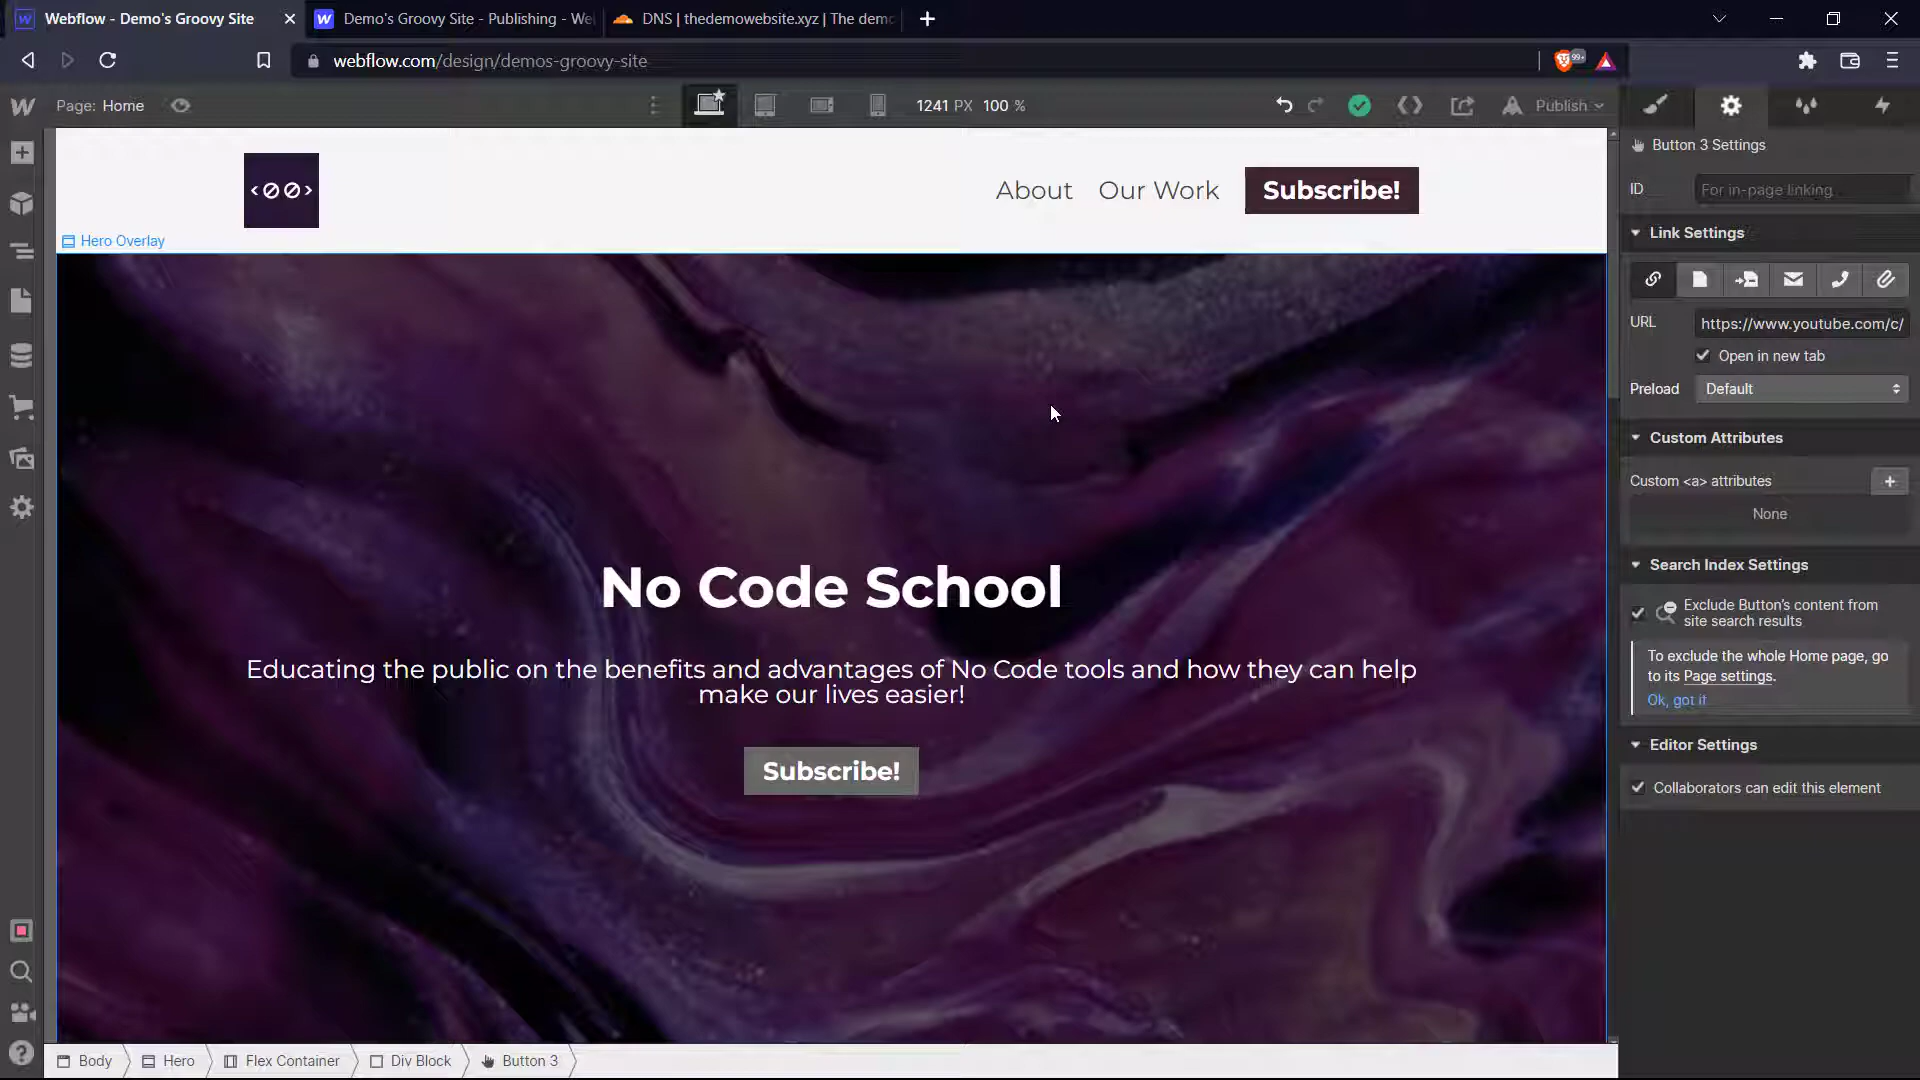 Webflow - Demo's Groovy Site
Demo's Groovy Site - Publishing - We
DNS | thedemowebsite.xyz | The demo
webflow.com/design/demos-groovy-site
99+
Page: Home
1241 PX 100 %
Publish
Button 3 Settings
ID
For in-page linking...
<⊘⊘>
About
Our Work
Subscribe!
Hero Overlay
Link Settings
URL
https://www.youtube.com/c/
Open in new tab
Preload
Default
Custom Attributes
Custom <a> attributes
None
No Code School
Educating the public on the benefits and advantages of No Code tools and how they can help
make our lives easier!
Subscribe!
Search Index Settings
Exclude Button's content from
site search results
To exclude the whole Home page, go
to its Page settings.
Ok, got it
Editor Settings
Collaborators can edit this element
Body
Hero
Flex Container
Div Block
Button 3